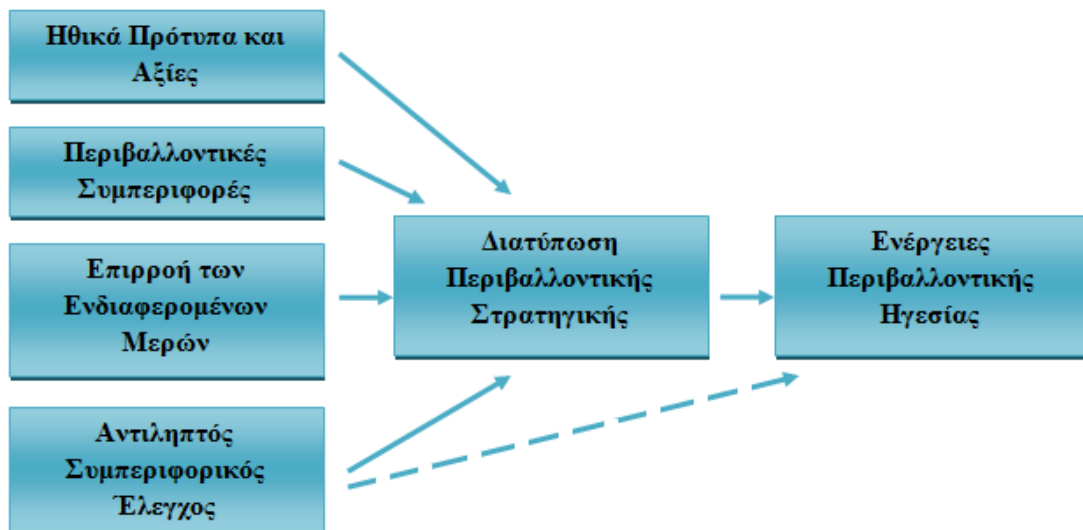 Ηθικά Πρότυπα και
Αξίες
Περιβαλλοντικές
Συμπεριφορές
Επιρροή των
Ενδιαφερομένων
Μερών
Αντιληπτός
Συμπεριφορικός
Έλεγχος
Διατύπωση
Περιβαλλοντικής
Στρατηγικής
Ενέργειες
Περιβαλλοντικής
Ηγεσίας